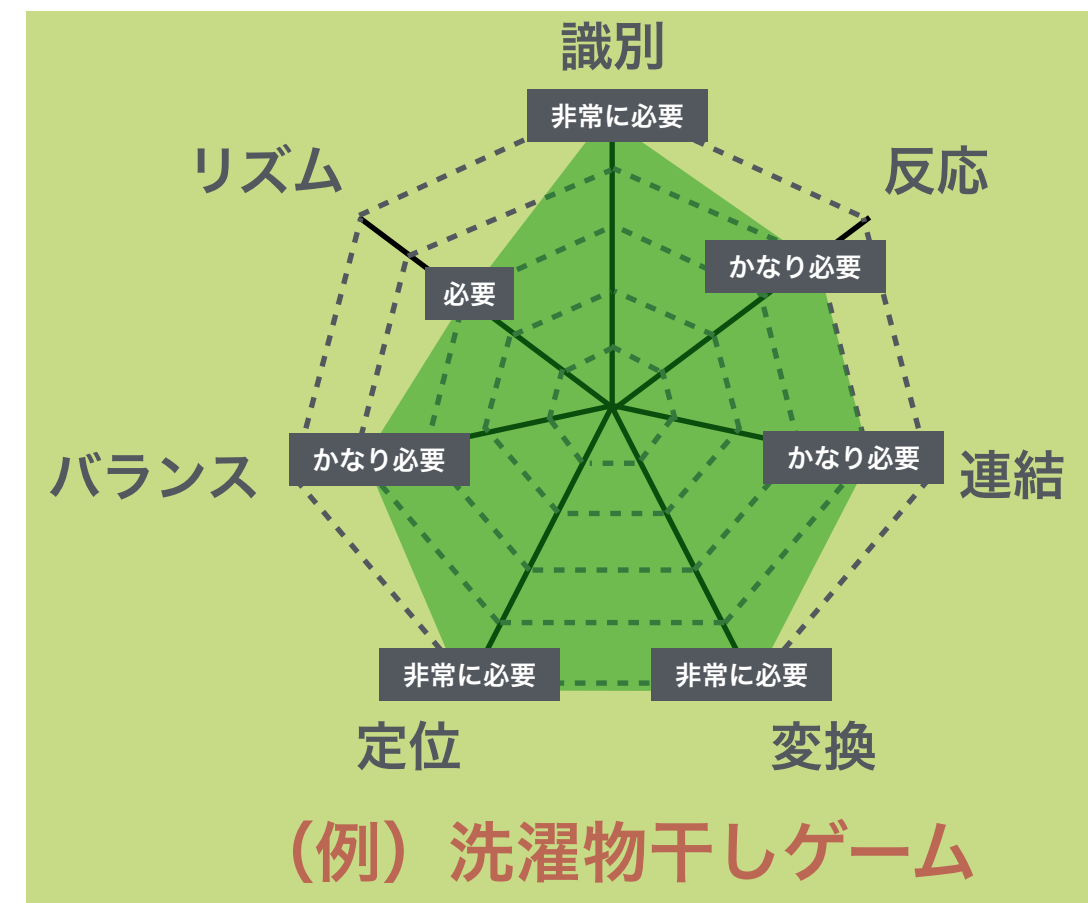 識別
非常に必要
リズム
反応
かなり必要
必要
バランス
かなり必要
かなり必要
連結
非常に必要
非常に必要
定位
変換
（例）洗濯物干しゲーム